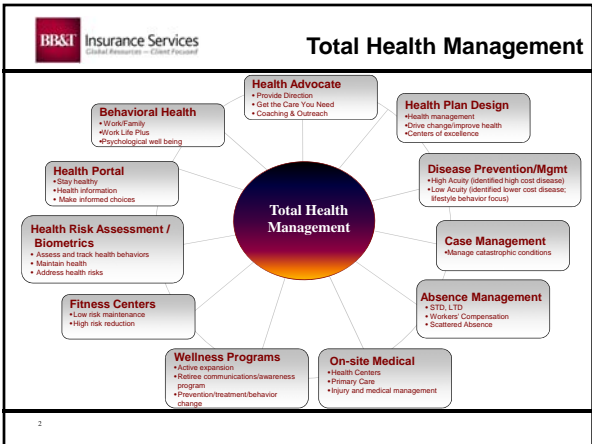 BB&T Insurance Services
Global Resources — Client Focused
Total Health Management
Health Advocate
• Provide Direction
• Get the Care You Need
• Coaching & Outreach
Health Plan Design
•Health management
•Drive change/improve health
•Centers of excellence
Disease Prevention/Mgmt
• High Acuity (identified high cost disease)
• Low Acuity (identified lower cost disease;
lifestyle behavior focus)
Case Management
•Manage catastrophic conditions
Absence Management
• STD, LTD
• Workers' Compensation
• Scattered Absence
On-site Medical
•Health Centers
•Primary Care
•Injury and medical management
Wellness Programs
•Active expansion
•Retiree communications/awareness
program
•Prevention/treatment/behavior
change
Fitness Centers
•Low risk maintenance
•High risk reduction
Health Risk Assessment /
Biometrics
• Assess and track health behaviors
• Maintain health
• Address health risks
Health Portal
•Stay healthy
• Health information
• Make informed choices
Behavioral Health
• Work/Family
•Work Life Plus
•Psychological well being
Total Health
Management
2